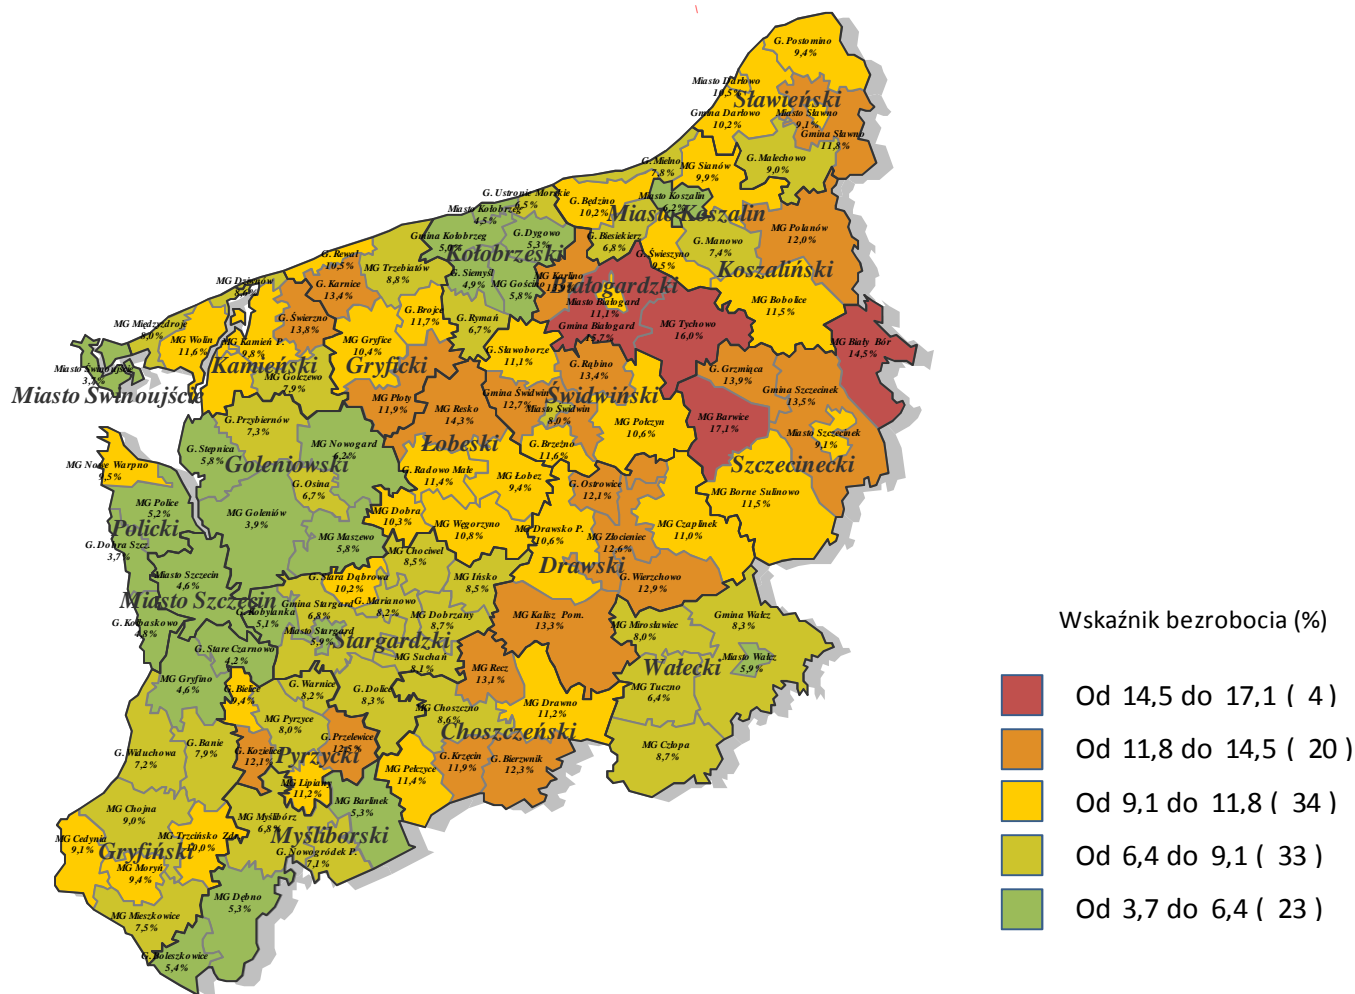 G. Postomino
9,4%
Miasto Darłowo
10,5%
Sławieński
Gmina Darłowo
10,2%
Miasto Sławno
9,1%
Gmina Sławno
11,8%
G. Malechowo
9,0%
G. Mielno
7,8%
MG Sianów
9,9%
Miasto Koszalin
6,2%
G. Ustronie Morskie
6,5%
G. Będzino
10,2%
Miasto Koszalin
Miasto Kołobrzeg
4,5%
Gmina Kołobrzeg
5,0%
G. Dygowo
5,3%
Kołobrzeski
G. Biesiekierz
6,8%
G. Manowo
7,4%
MG Polanów
12,0%
G. Świeszyno
9,5%
Koszaliński
G. Rewal
10,5%
MG Trzebiatów
8,8%
G. Siemyśl
4,9%
MG Gościno
5,8%
MG Karlino
Białogardzki
Miasto Białogard
11,1%
Gmina Białogard
15,7%
MG Tychowo
16,0%
MG Bobolice
11,5%
MG Biały Bór
14,5%
MG Dziwnów
G. Karnice
13,4%
G. Świerzno
13,8%
G. Brojce
11,7%
G. Rymań
6,7%
MG Międzyzdroje
8,0%
MG Wolin
11,6%
MG Kamień P.
9,8%
Kamieński
MG Golczewo
7,9%
MG Gryfice
10,4%
Gryficki
G. Sławoborze
11,1%
G. Rąbino
13,4%
G. Grzmiąca
13,9%
Gmina Szczecinek
13,5%
Miasto Świnoujście
Miasto Świnoujście
MG Płoty
11,9%
MG Resko
14,3%
Gmina Świdwin
12,7%
Świdwiński
Miasto Świdwin
8,0%
MG Połczyn
10,6%
MG Barwice
17,1%
Miasto Szczecinek
9,1%
Szczecinecki
G. Przybiernów
7,3%
MG Nowogard
6,2%
G. Stepnica
5,8%
Goleniowski
G. Osina
6,7%
Łobeski
G. Brzeżno
11,6%
G. Radowo Małe
11,4%
MG Łobez
9,4%
G. Ostrowice
12,1%
MG Borne Sulinowo
11,5%
MG Nowe Warpno
9,5%
MG Police
5,2%
Policki
MG Goleniów
3,9%
MG Dobra
10,3%
MG Węgorzyno
10,8%
MG Drawsko P.
10,6%
MG Złocieniec
12,6%
MG Czaplinek
11,0%
G. Dobra Szcz.
3,7%
MG Maszewo
5,8%
MG Chociwel
8,5%
Drawski
G. Wierzchowo
12,9%
Miasto Szczecin
4,6%
Miasto Szczecin
G. Stara Dąbrowa
10,2%
MG Ińsko
8,5%
G. Kobylanka
5,1%
Gmina Stargard
6,8%
G. Marianowo
8,2%
MG Dobrzany
8,7%
MG Kalisz Pom.
13,3%
MG Mirosławiec
8,0%
Gmina Wałcz
8,3%
G. Kołbaskowo
4,8%
Miasto Stargard
5,9%
Stargardzki
MG Suchań
8,1%
Wałecki
Miasto Wałcz
5,9%
G. Stare Czarnowo
4,2%
MG Gryfino
4,6%
G. Bielice
9,4%
G. Warnice
8,2%
G. Dolice
8,3%
MG Recz
13,1%
MG Tuczno
6,4%
MG Drawno
11,2%
MG Choszczno
8,6%
Choszczeński
MG Pyrzyce
8,0%
G. Przelewice
12,5%
Pyrzycki
G. Kozielice
12,1%
G. Banie
7,9%
G. Widuchowa
7,2%
MG Człopa
8,7%
MG Pełczyce
11,4%
G. Krzęcin
11,9%
G. Bierzwnik
12,3%
MG Lipiany
11,2%
MG Barlinek
5,3%
MG Chojna
9,0%
MG Myślibórz
6,8%
Myśliborski
G. Nowogródek P.
7,1%
MG Cedynia
9,1%
MG Trzcińsko Zdr.
10,0%
Gryfiński
MG Moryń
9,4%
MG Mieszkowice
7,5%
MG Dębno
5,3%
G. Boleszkowice
5,4%
Wskaźnik bezrobocia (%)
Od 14,5 do 17,1 ( 4 )
Od 11,8 do 14,5 ( 20 )
Od 9,1 do 11,8 ( 34 )
Od 6,4 do 9,1 ( 33 )
Od 3,7 do 6,4 ( 23 )